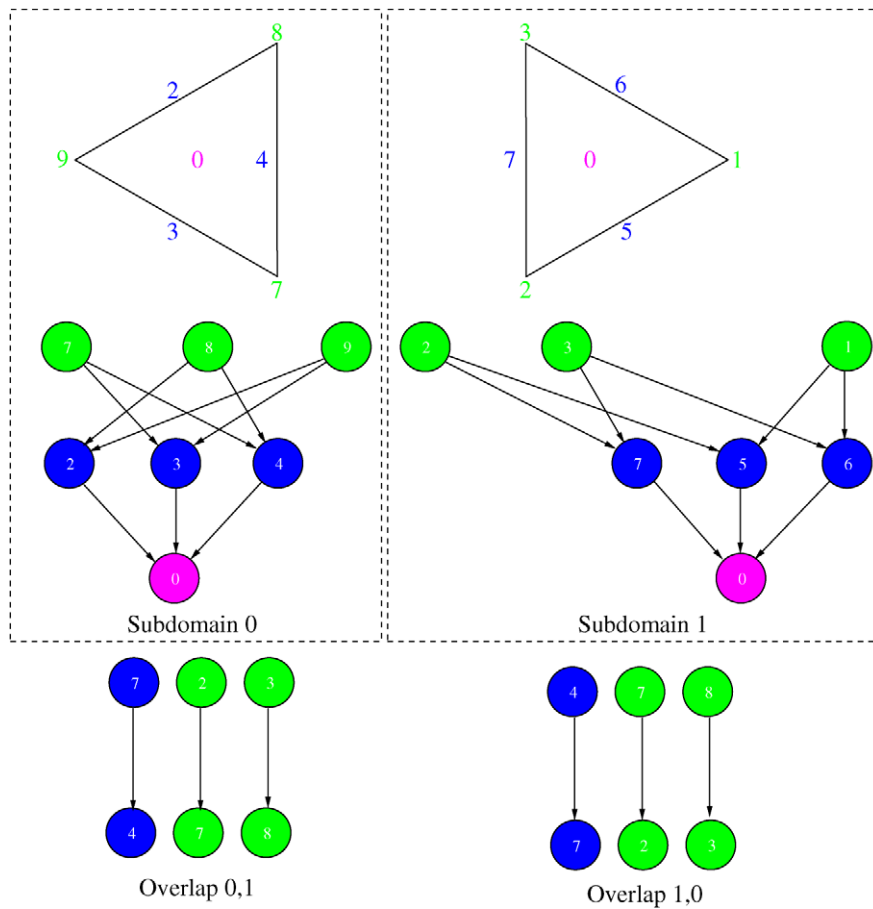 8
2
9 0 4
3
7
7 8 9
2 3 4
0
Subdomain 0
3
6
7 0 1
5
2
2 3 1
7 5 6
0
Subdomain 1
7 2 3
4 7 8
Overlap 0,1
4 7 8
7 2 3
Overlap 1,0